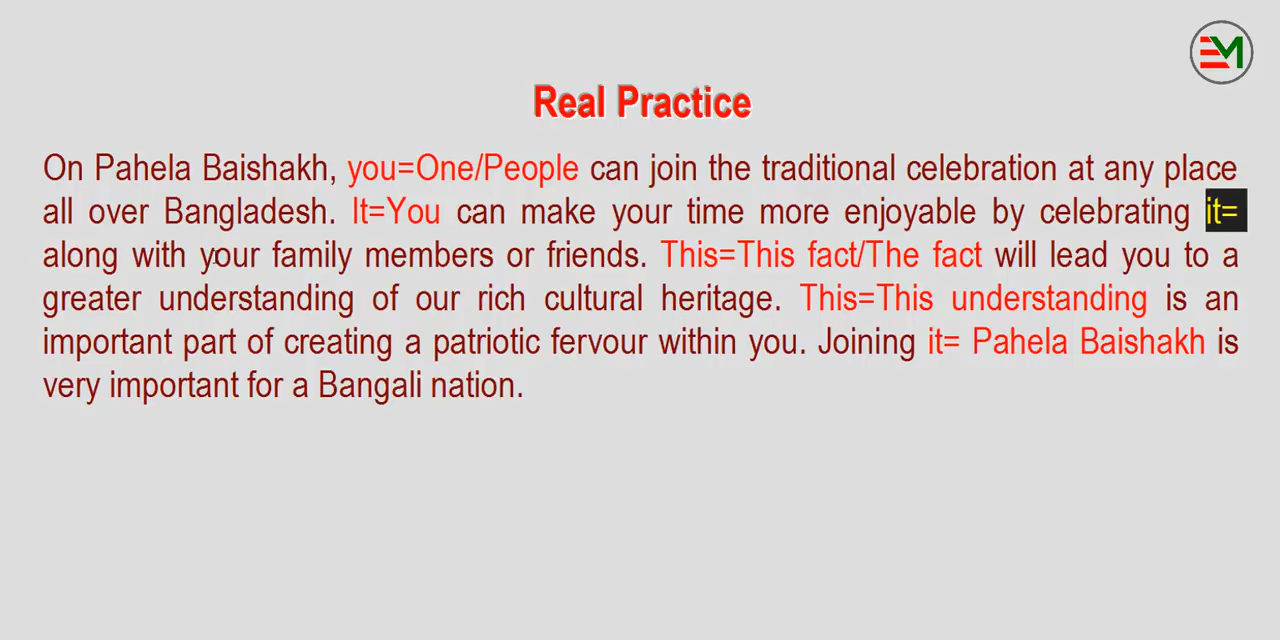 EM
Real Practice
On Pahela Baishakh, you=One/People can join the traditional celebration at any place
all over Bangladesh. It=You can make your time more enjoyable by celebrating it=
along with your family members or friends. This=This fact/The fact will lead you to a
greater understanding of our rich cultural heritage. This=This understanding is an
important part of creating a patriotic fervour within you. Joining it= Pahela Baishakh is
very important for a Bangali nation.